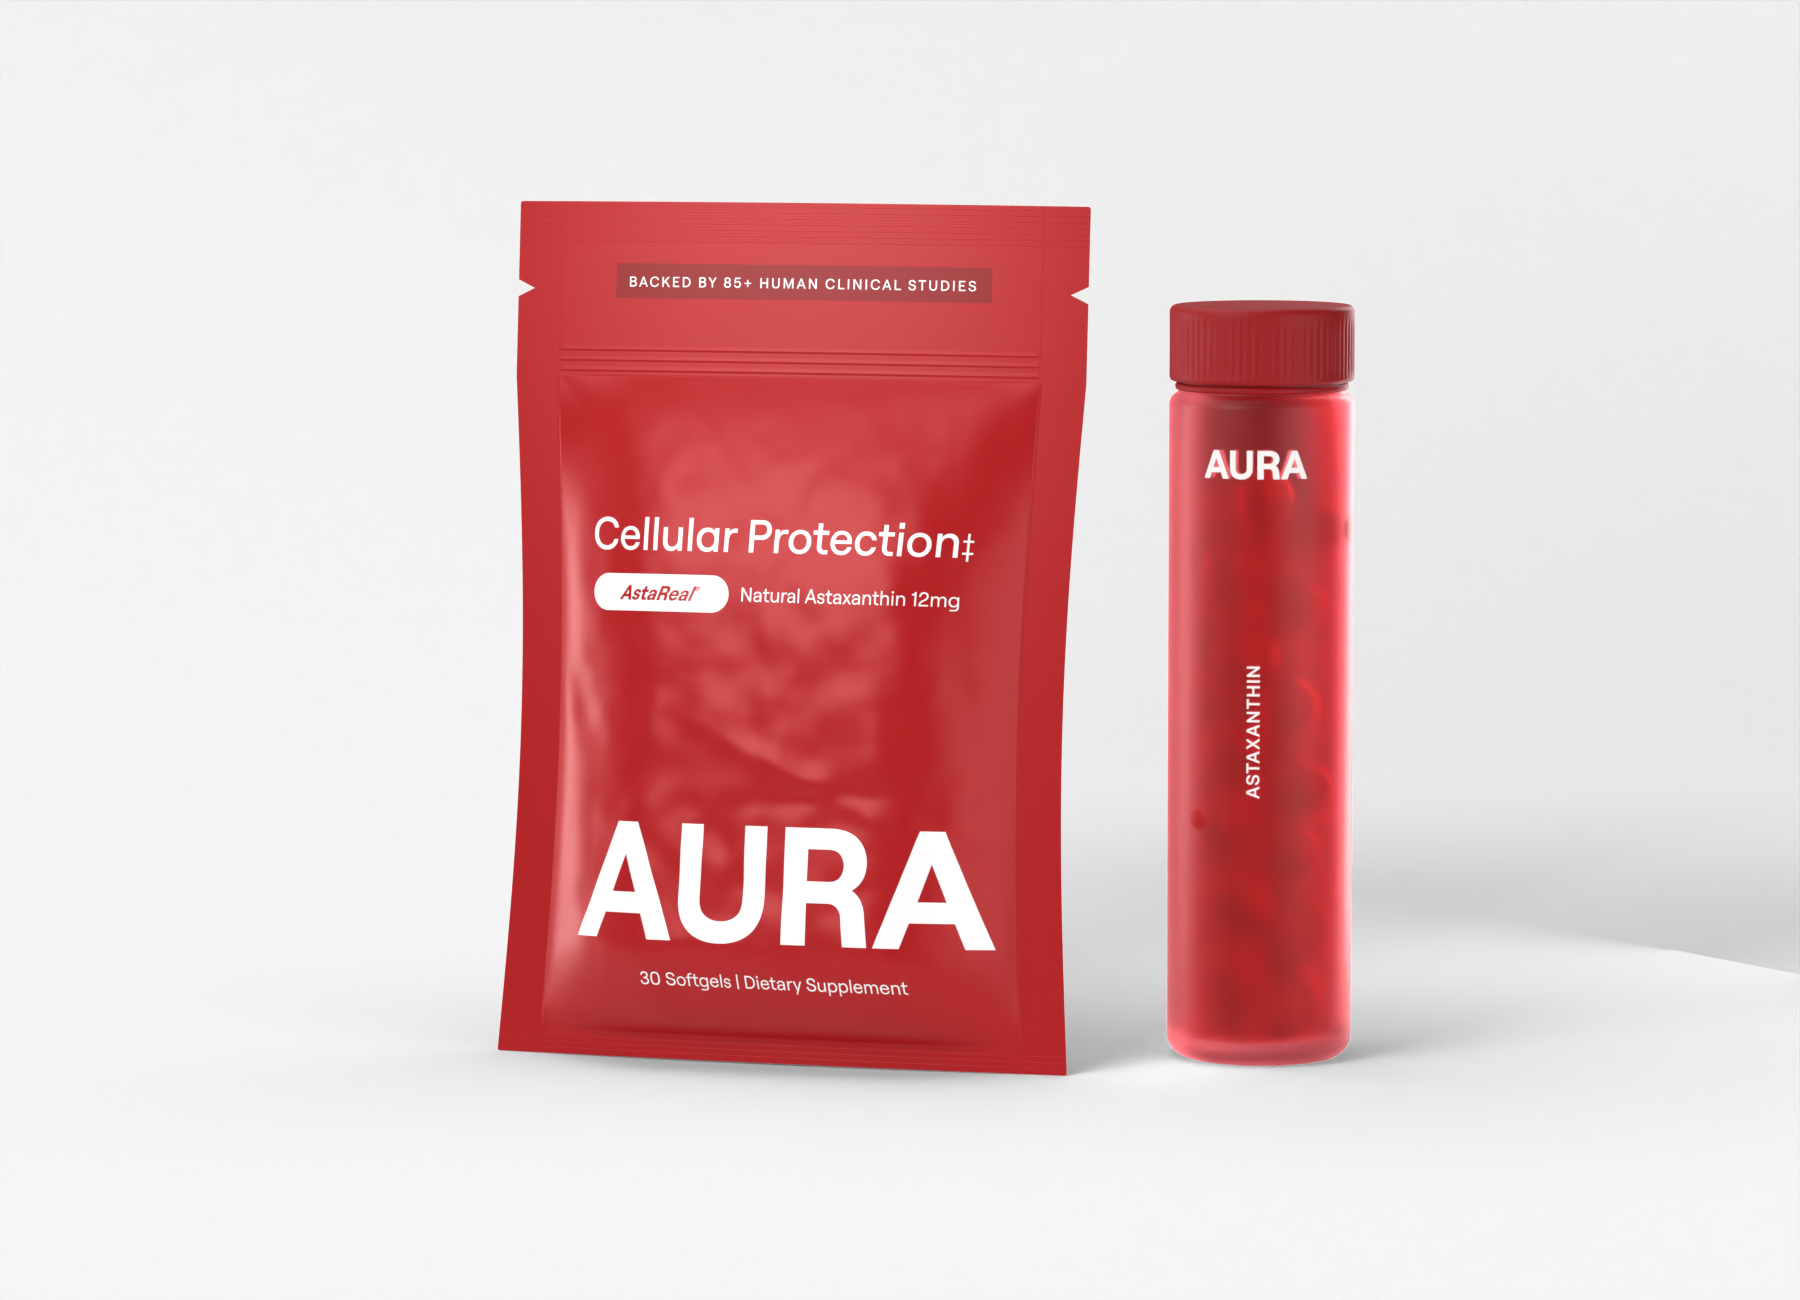 BACKED BY 85+ HUMAN CLINICAL STUDIES
Cellular Protection‡
AstaReal® Natural Astaxanthin 12mg
AURA
30 Softgels | Dietary Supplement
AURA
ASTAXANTHIN